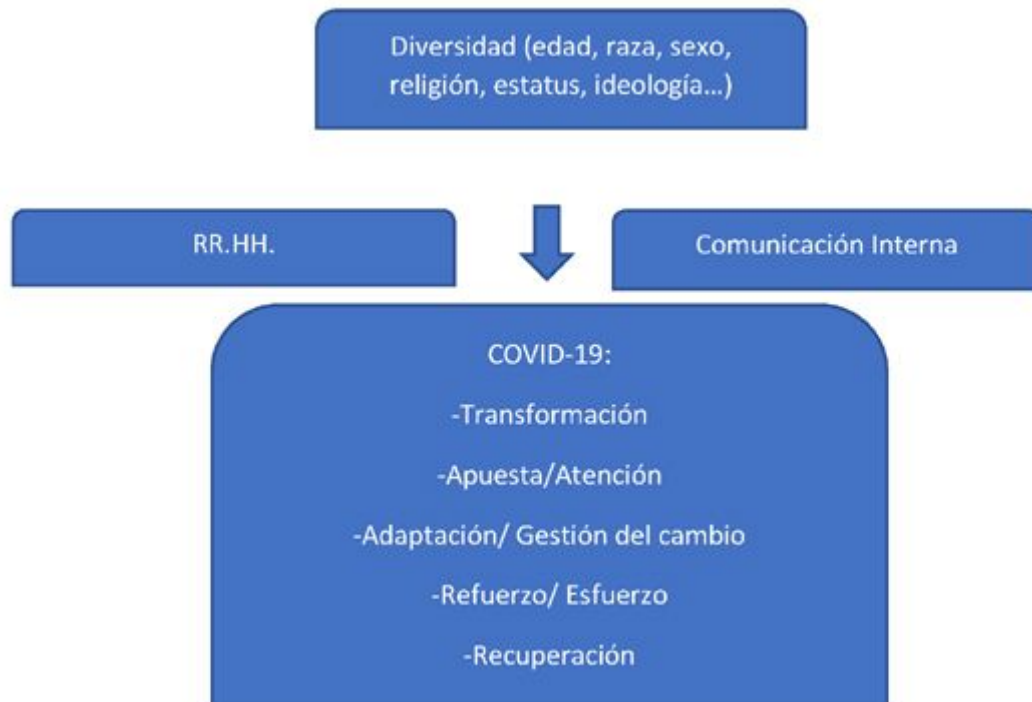 Diversidad (edad, raza, sexo,
religión, estatus, ideología...)
RR.HH.
Comunicación Interna
COVID-19:
-Transformación
-Apuesta/Atención
-Adaptación/ Gestión del cambio
-Refuerzo/ Esfuerzo
-Recuperación